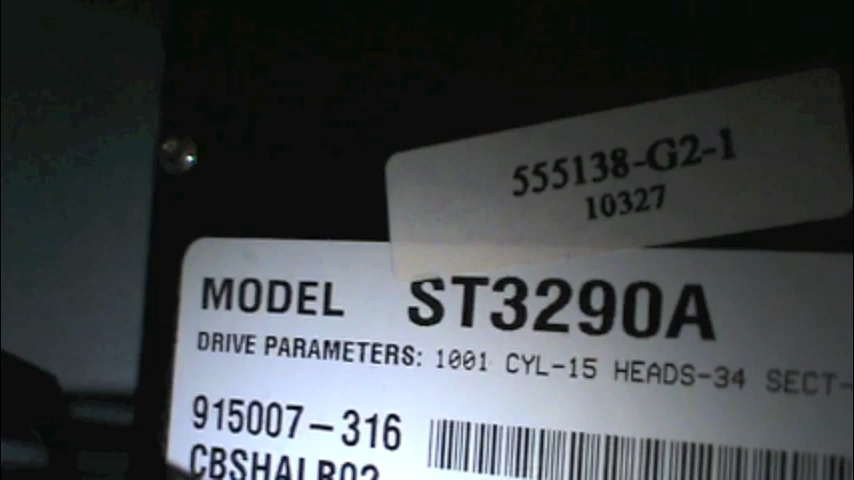 555138-G2-1
10327
MODEL ST3290A
DRIVE PARAMETERS: 1001 CYL-15 HEADS-34 SECT-
915007-316